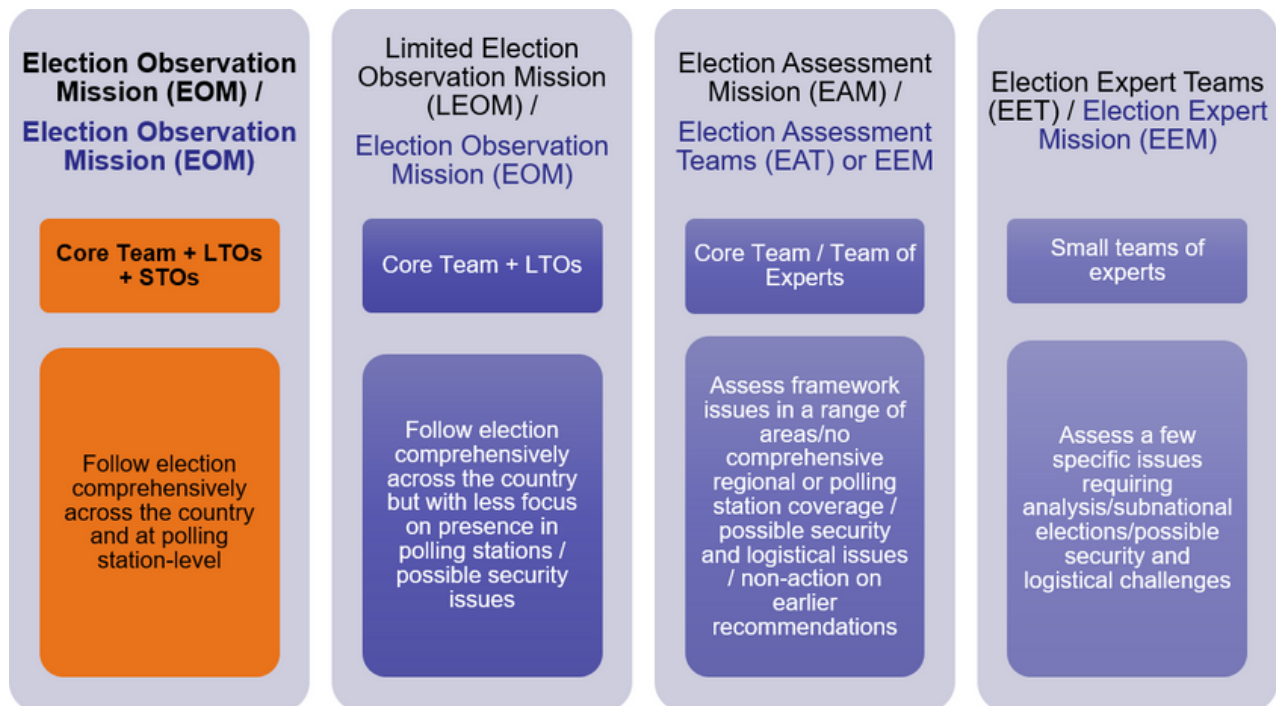 Election Observation
Mission (EOM) /
Election Observation
Mission (EOM)
Core Team + LTOs
+ STOs
Follow election
comprehensively
across the country
and at polling
station-level
Limited Election
Observation Mission
(LEOM) /
Election Observation
Mission (EOM)
Core Team + LTOs
Follow election
comprehensively
across the country
but with less focus
on presence in
polling stations /
possible security
issues
Election Assessment
Mission (EAM) /
Election Assessment
Teams (EAT) or EEM
Core Team / Team of
Experts
Assess framework
issues in a range of
areas/no
comprehensive
regional or polling
station coverage /
possible security
and logistical issues
/ non-action on
earlier
recommendations
Election Expert Teams
(EET) / Election Expert
Mission (EEM)
Small teams of
experts
Assess a few
specific issues
requiring
analysis/subnational
elections/possible
security and
logistical challenges